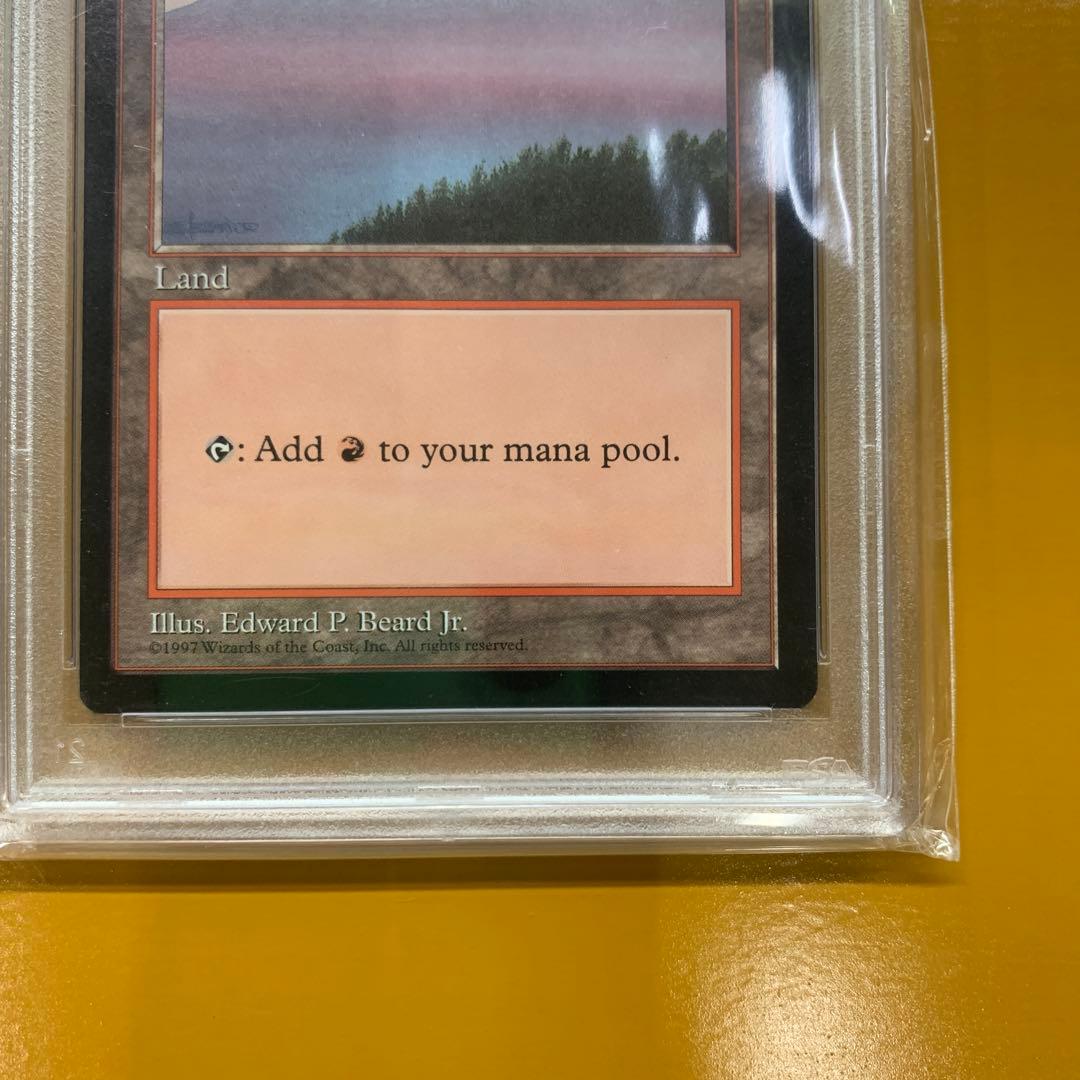 Land
: Add to your mana pool.
Illus. Edward P. Beard Jr.
©1997 Wizards of the Coast, Inc. All rights reserved.
PSA